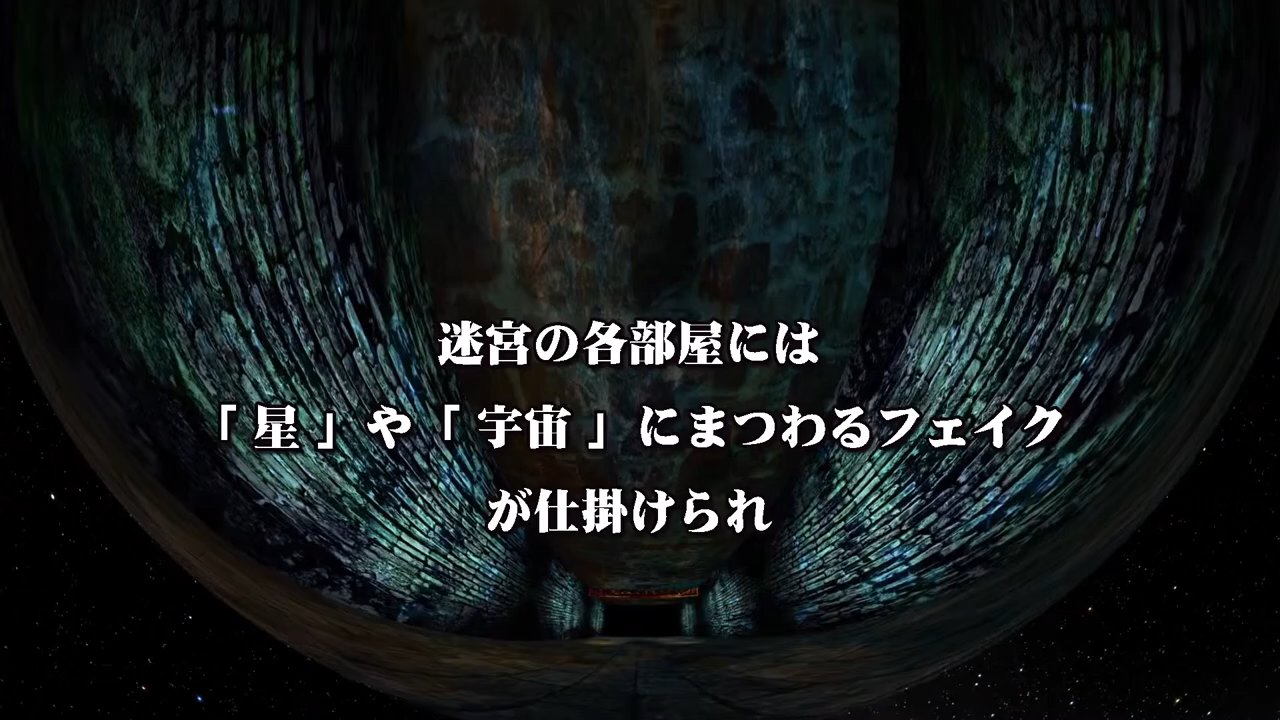 迷宮の各部屋には
「 星 」 や 「 宇宙 」 にまつわるフェイク
が仕掛けられ